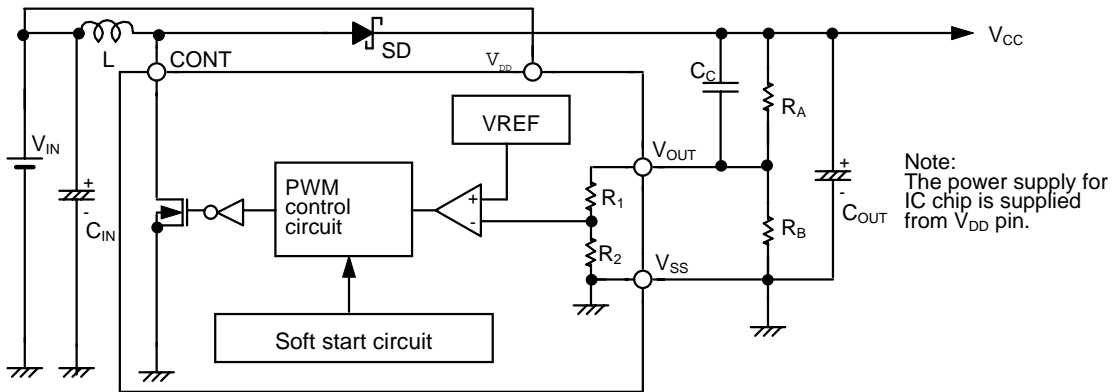 L
CONT
SD
V_DD
V_CC
V_IN
+
-
C_IN
VREF
PWM
control
circuit
+
-
Soft start circuit
R_1
R_2
V_OUT
V_SS
C_C
R_A
R_B
+
-
C_OUT
Note:
The power supply for
IC chip is supplied
from V_DD pin.